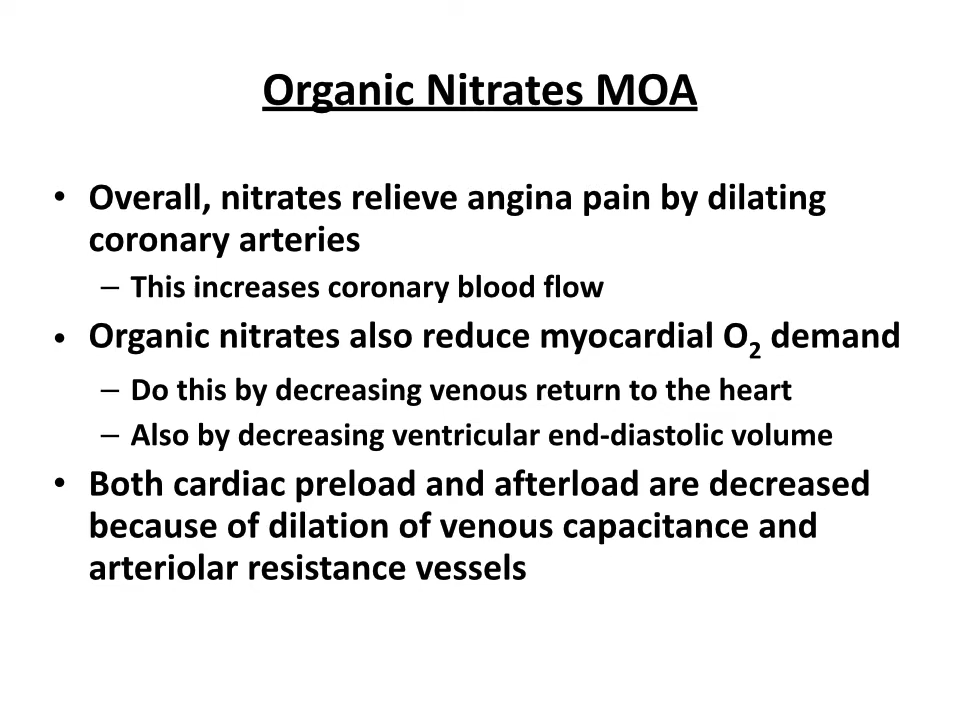 Organic Nitrates MOA
• Overall, nitrates relieve angina pain by dilating
coronary arteries
– This increases coronary blood flow
• Organic nitrates also reduce myocardial O₂ demand
– Do this by decreasing venous return to the heart
– Also by decreasing ventricular end-diastolic volume
• Both cardiac preload and afterload are decreased
because of dilation of venous capacitance and
arteriolar resistance vessels